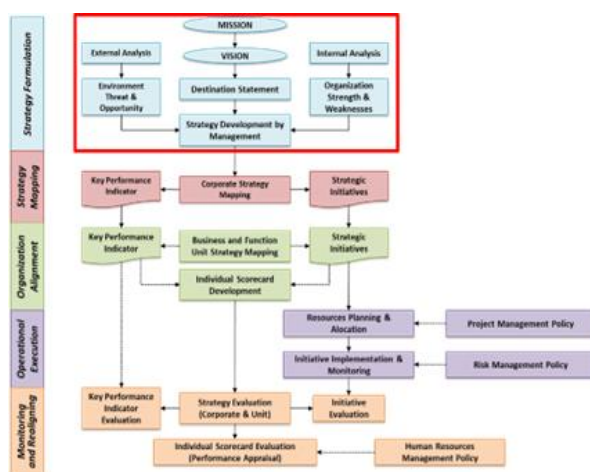 Strategy Formulation
MISSION
External Analysis
VISION
Internal Analysis
Environment
Threat &
Opportunity
Destination Statement
Organization
Strength &
Weaknesses
Strategy Development by
Management
Strategy
Mapping
Key Performance
Indicator
Corporate Strategy
Mapping
Strategic
Initiatives
Organization
Alignment
Key Performance
Indicator
Business and Function
Unit Strategy Mapping
Strategic
Initiatives
Individual Scorecard
Development
Operational
Execution
Resources Planning &
Alocation
Project Management Policy
Initiative Implementation &
Monitoring
Risk Management Policy
Monitoring
and Realigning
Key Performance
Indicator
Evaluation
Strategy Evaluation
(Corporate & Unit)
Initiative
Evaluation
Individual Scorecard Evaluation
(Performance Appraisal)
Human Resources
Management Policy